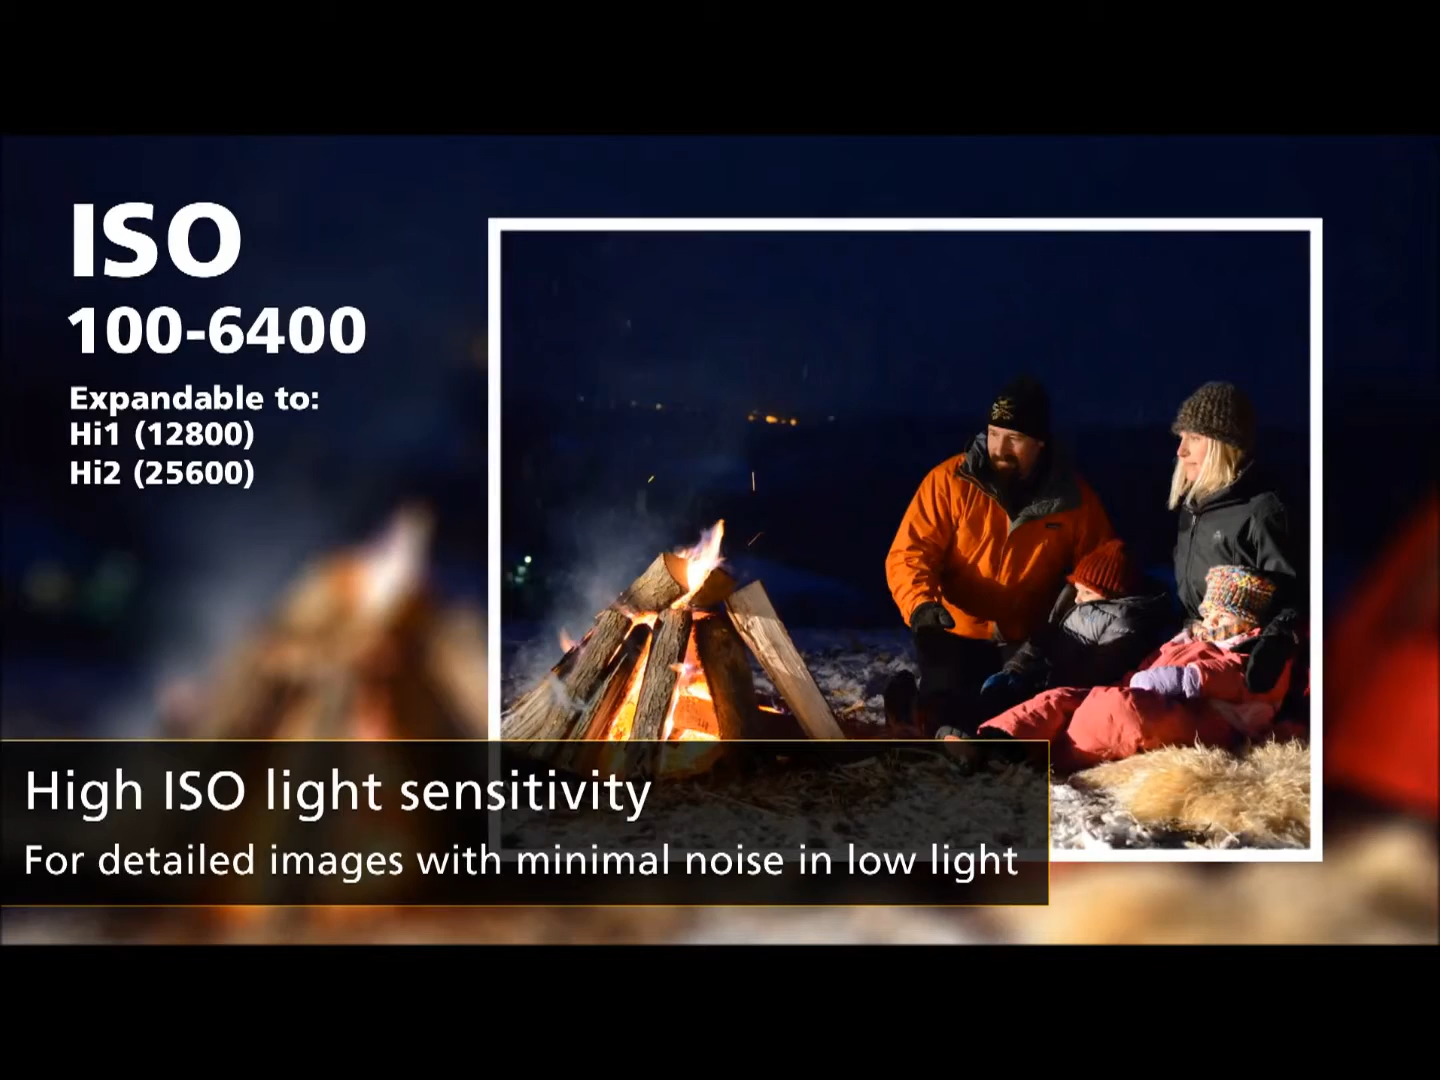 ISO
100-6400
Expandable to:
Hi1 (12800)
Hi2 (25600)
High ISO light sensitivity
For detailed images with minimal noise in low light